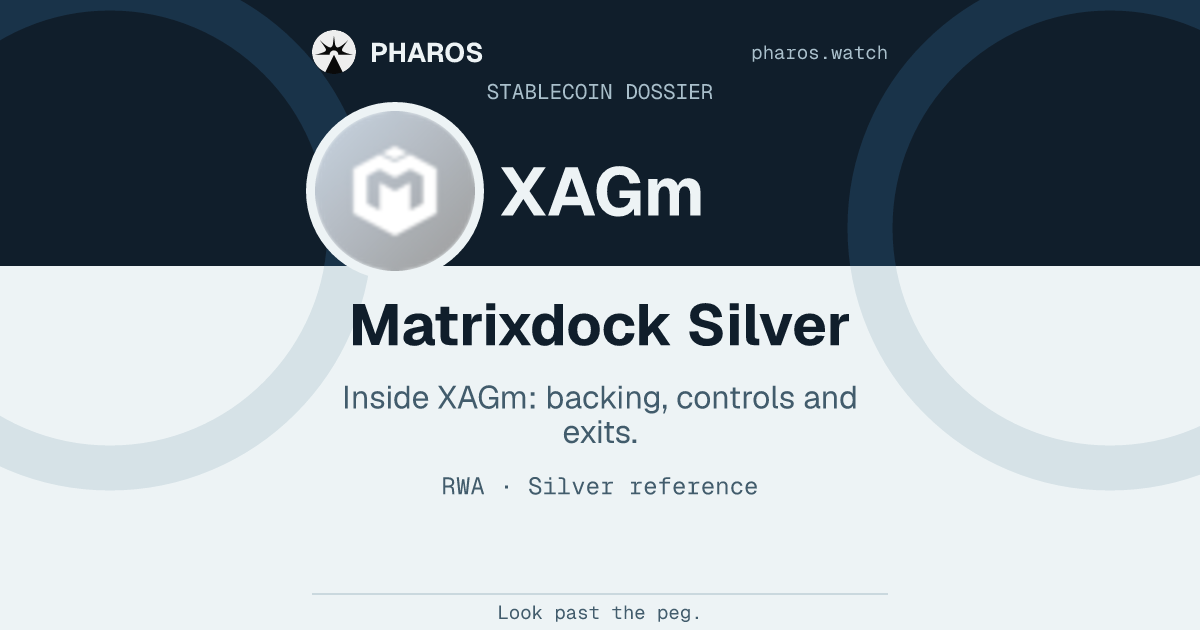 PHAROS
pharos.watch
STABLECOIN DOSSIER
XAGm
Matrixdock Silver
Inside XAGm: backing, controls and
exits.
RWA · Silver reference
Look past the peg.